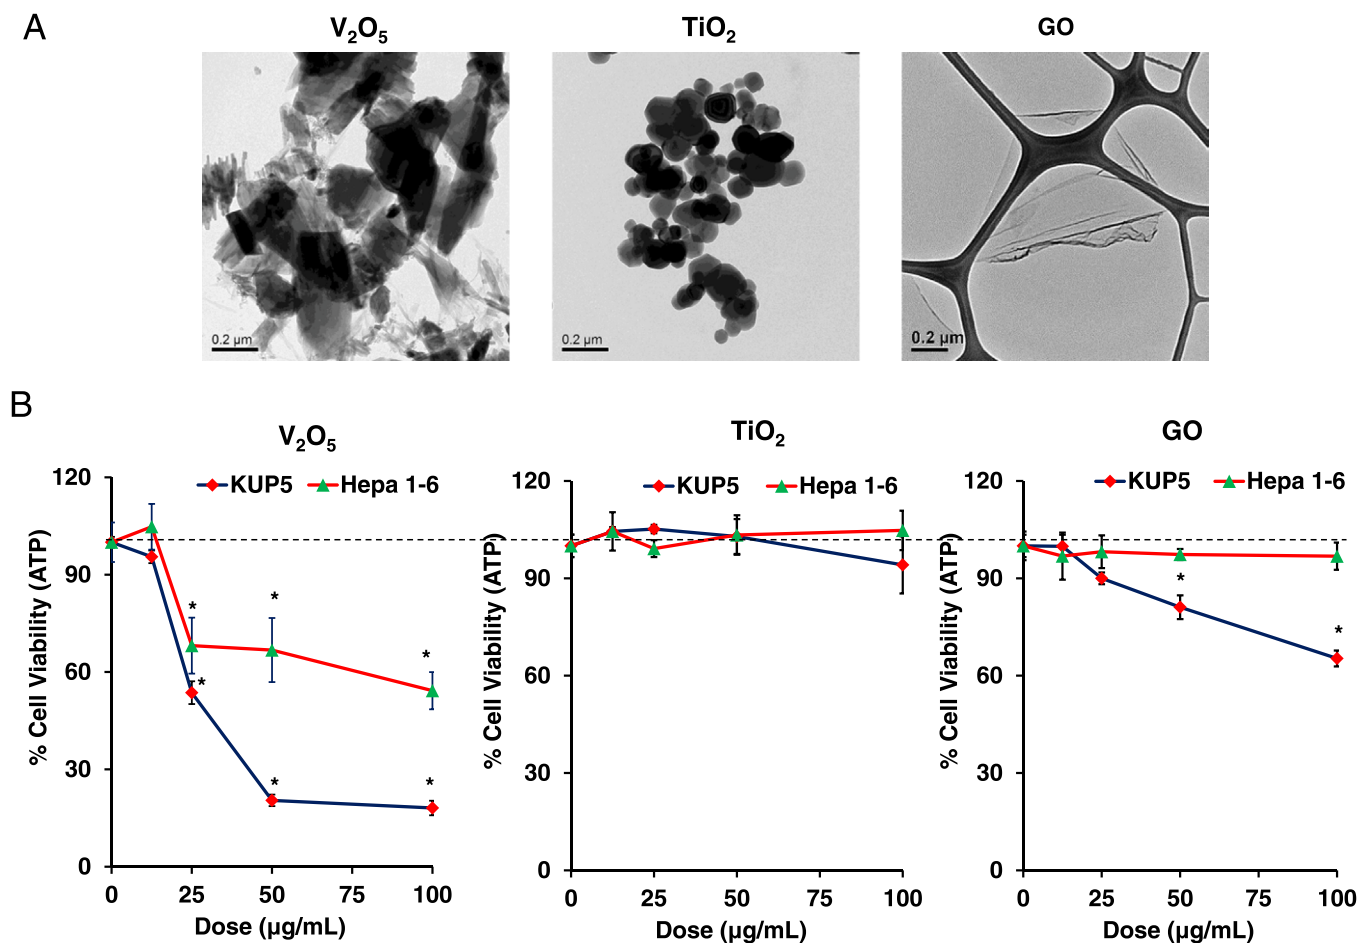 A
V₂O₅
TiO₂
GO
0.2 µm
0.2 µm
0.2 µm
B
V₂O₅
120
90
60
30
0
% Cell Viability (ATP)
KUP5
Hepa 1-6
*
*
*
*
*
*
0
25
50
75
100
Dose (µg/mL)
TiO₂
120
90
60
30
0
% Cell Viability (ATP)
KUP5
Hepa 1-6
0
25
50
75
100
Dose (µg/mL)
GO
120
90
60
30
0
% Cell Viability (ATP)
KUP5
Hepa 1-6
*
*
0
25
50
75
100
Dose (µg/mL)